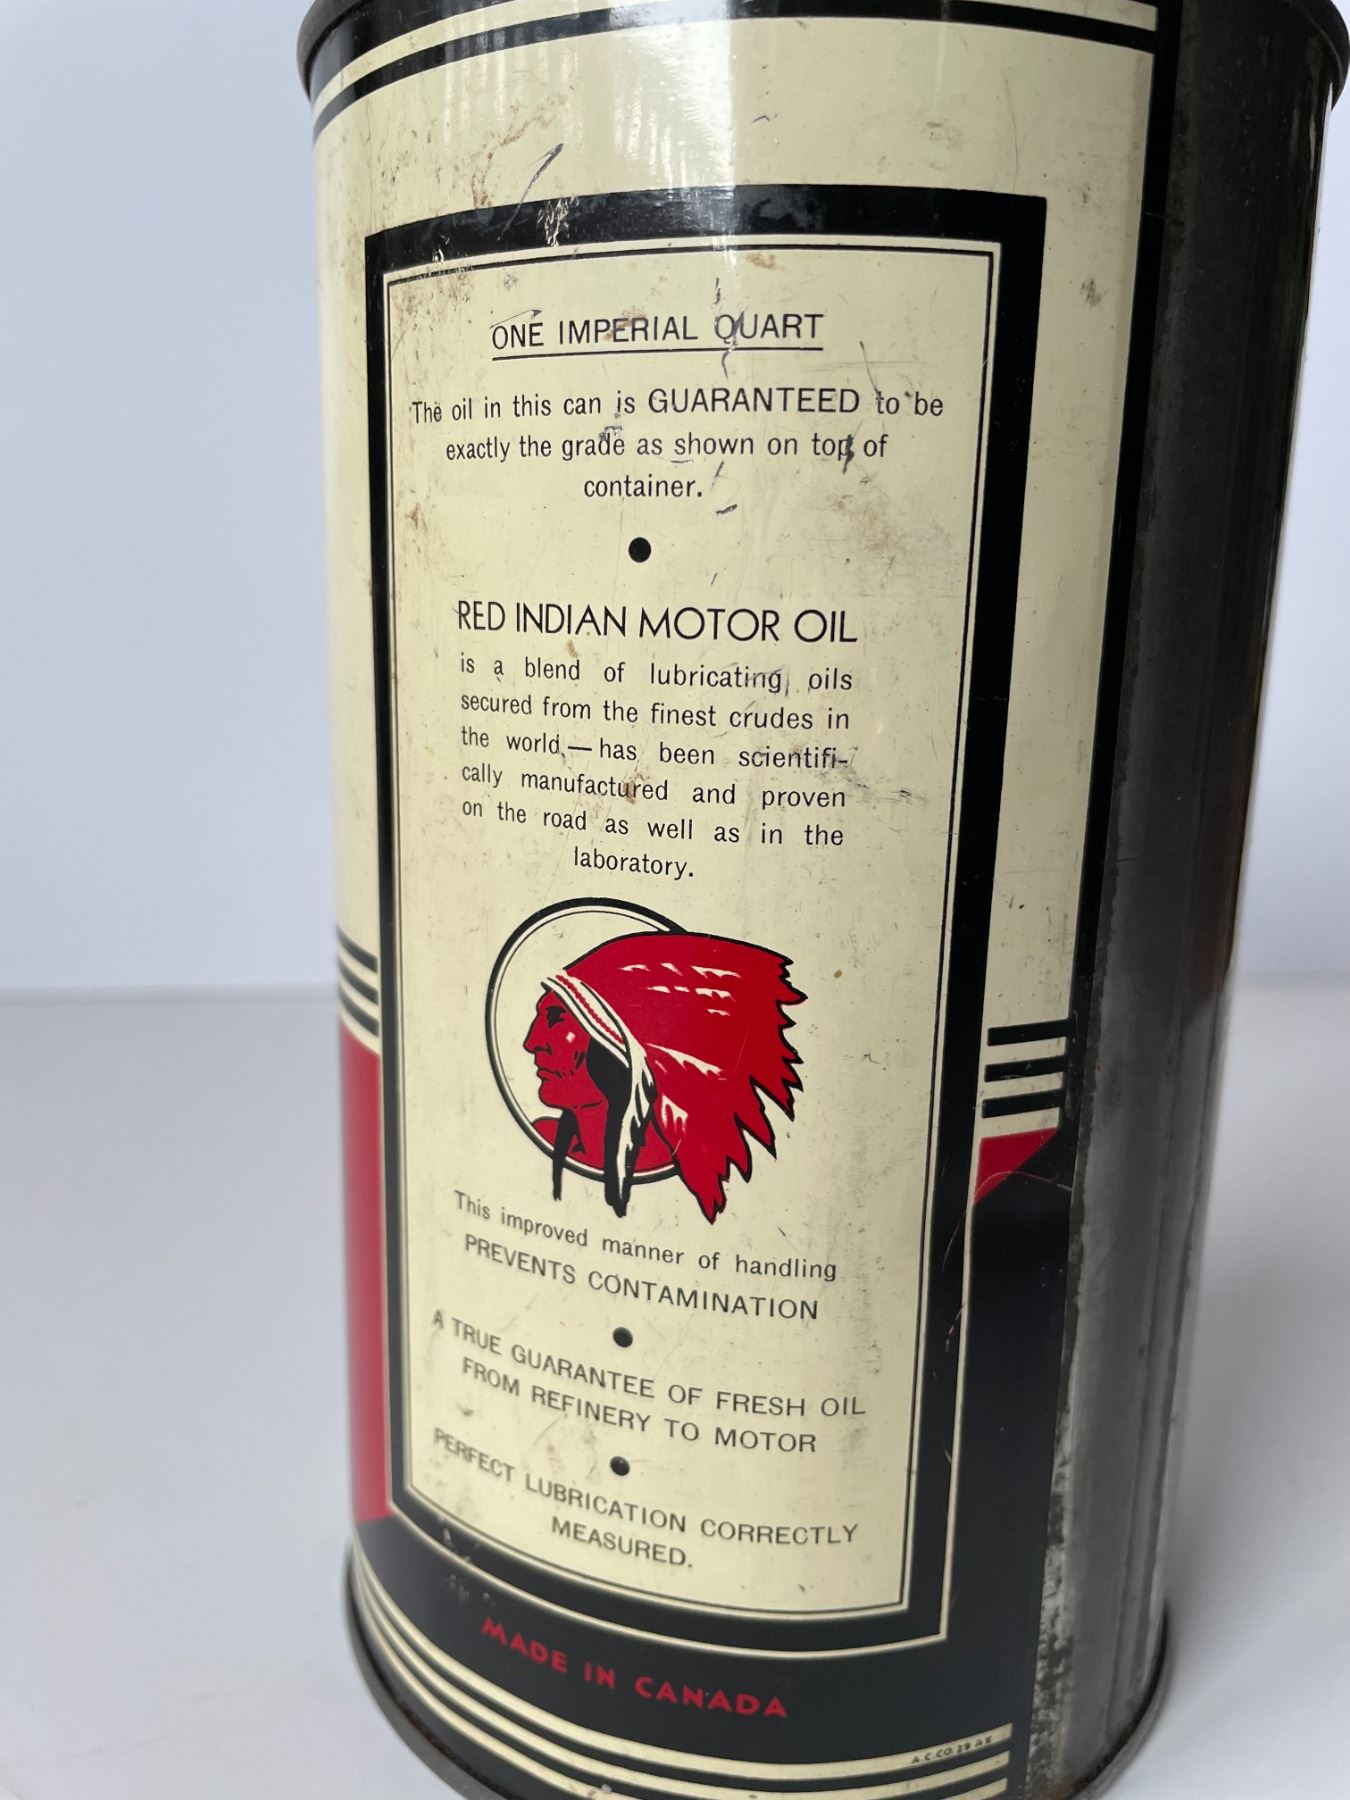 ONE IMPERIAL QUART
The oil in this can is GUARANTEED to be
exactly the grade as shown on top of
container.
RED INDIAN MOTOR OIL
is a blend of lubricating oils
secured from the finest crudes in
the world,—has been scientifi-
cally manufactured and proven
on the road as well as in the
laboratory.
This improved manner of handling
PREVENTS CONTAMINATION
A TRUE GUARANTEE OF FRESH OIL
FROM REFINERY TO MOTOR
PERFECT LUBRICATION CORRECTLY
MEASURED.
MADE IN CANADA
A.C.CO.